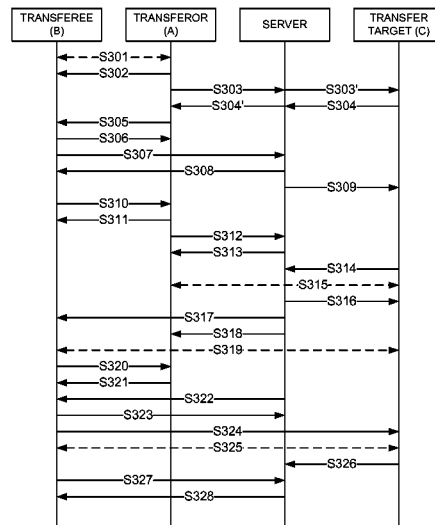 TRANSFEREE
(B)
TRANSFEROR
(A)
SERVER
TRANSFER
TARGET (C)
S301
S302
S303
S303'
S304'
S304
S305
S306
S307
S308
S309
S310
S311
S312
S313
S314
S315
S316
S317
S318
S319
S320
S321
S322
S323
S324
S325
S326
S327
S328